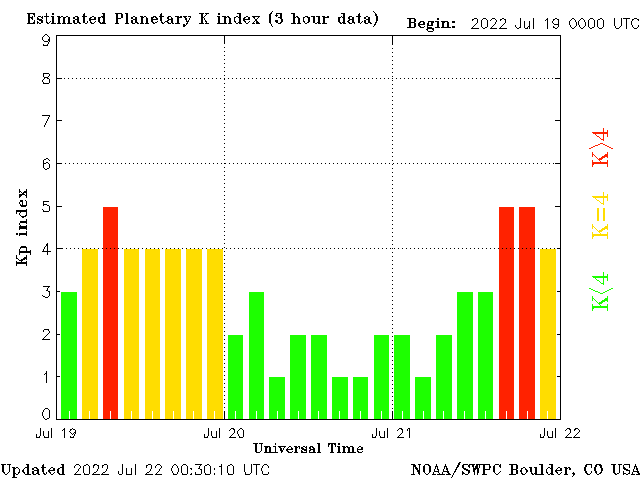 Estimated Planetary K index (3 hour data) Begin: 2022 Jul 19 0000 UTC
9
8
7
6
5
4
3
2
1
0
Kp index
K>4
K=4
K<4
Jul 19 Jul 20 Jul 21 Jul 22
Universal Time
Updated 2022 Jul 22 00:30:10 UTC NOAA/SWPC Boulder, CO USA